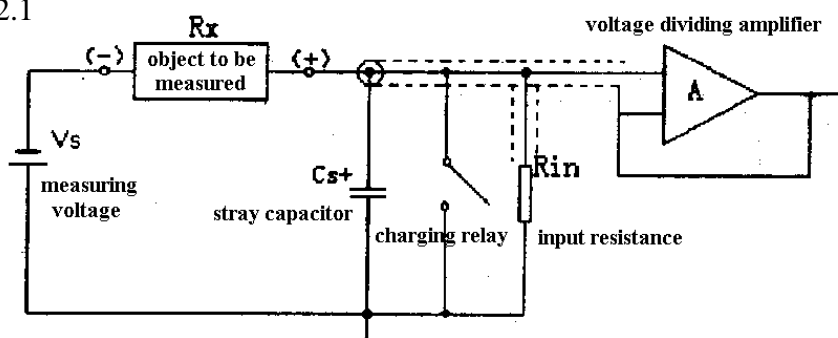 2.1
voltage dividing amplifier
Rx
(-)
object to be
measured
(+)
A
Vs
measuring
voltage
Cs+
stray capacitor
charging relay
Rin
input resistance